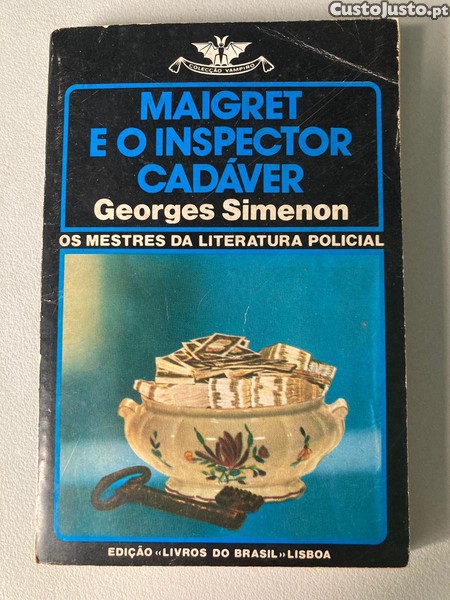 CustoJusto.pt
COLECÇÃO VAMPIRO
MAIGRET
E O INSPECTOR
CADÁVER
Georges Simenon
OS MESTRES DA LITERATURA POLICIAL
EDIÇÃO «LIVROS DO BRASIL» LISBOA